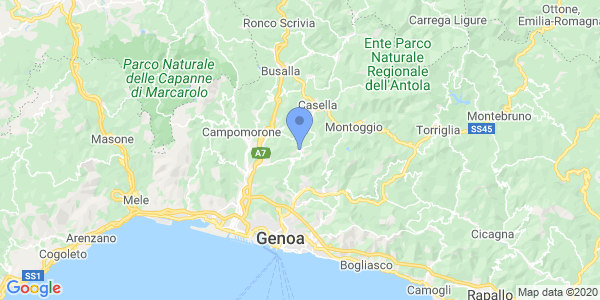 Ottone,
Emilia-Romagna
Carrega Ligure
Ronco Scrivia
Ente Parco
Naturale
Regionale
dell'Antola
Parco Naturale
delle Capanne
di Marcarolo
Busalla
Casella
Montebruno
Montoggio
Torriglia
SS45
Campomorone
Masone
A7
Mele
Arenzano
Genoa
Cicagna
Cogoleto
Bogliasco
SS1
Camogli
Rapallo
Google
Map data ©2020